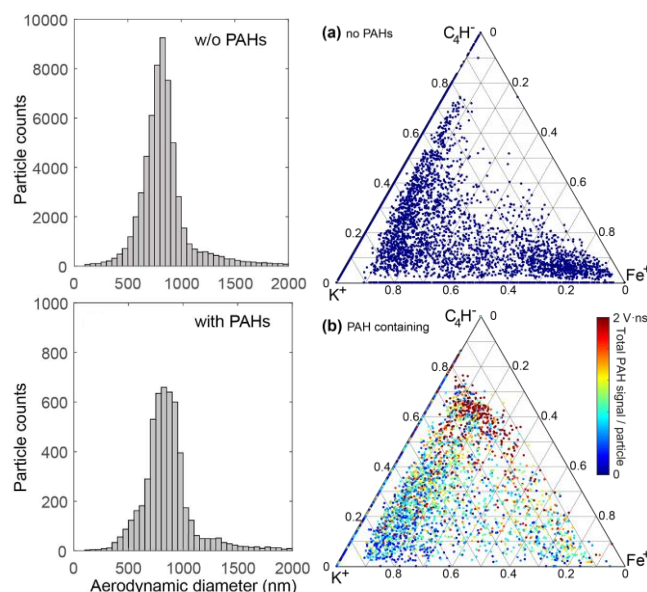 w/o PAHs
Particle counts
10000
8000
6000
4000
2000
0
0 500 1000 1500 2000
with PAHs
Particle counts
1000
800
600
400
200
0
0 500 1000 1500 2000
Aerodynamic diameter (nm)
(a) no PAHs
C₄H⁻
0
0.2
0.4
0.6
0.8
0
0.8
0.6
0.4
0.2
0
K⁺
0.8 0.6 0.4 0.2 0
Fe⁺
(b) PAH containing
C₄H⁻
0
0.2
0.4
0.6
0.8
0.8
0.6
0.4
0.2
0
K⁺
0.8 0.6 0.4 0.2 0
Fe⁺
2 V·ns
Total PAH signal / particle
0